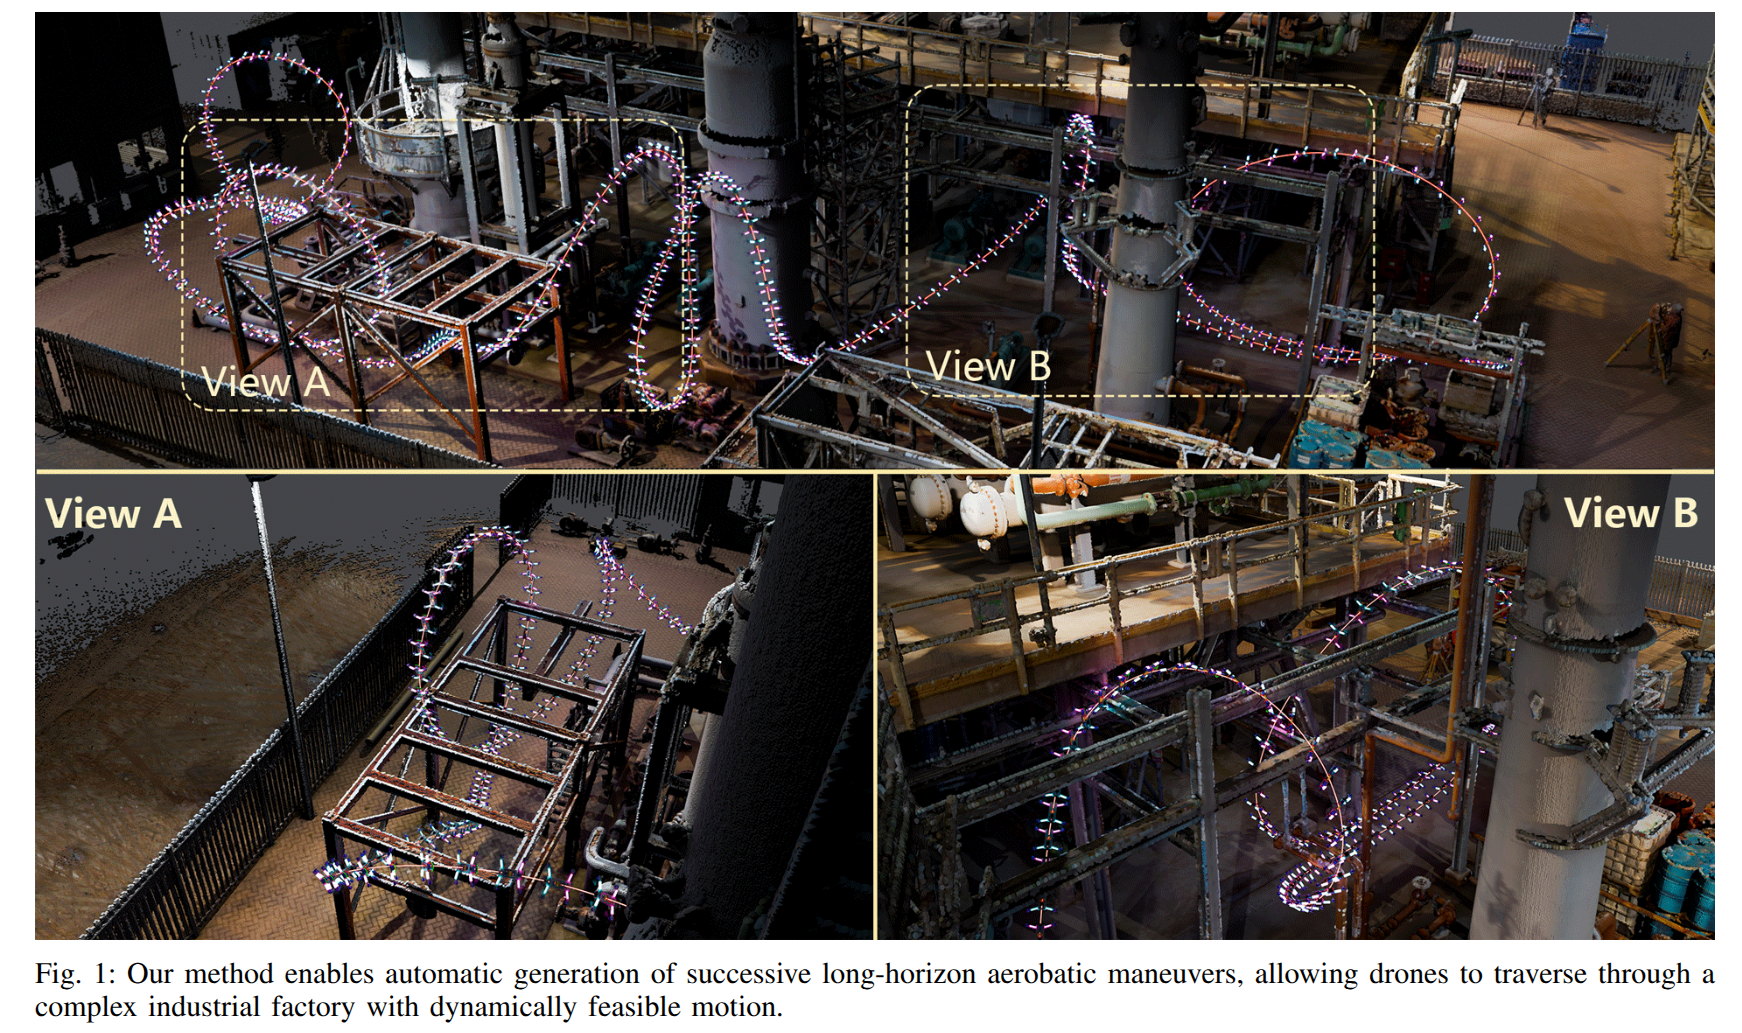 View A
View B
View A
View B
Fig. 1: Our method enables automatic generation of successive long-horizon aerobatic maneuvers, allowing drones to traverse through a
complex industrial factory with dynamically feasible motion.